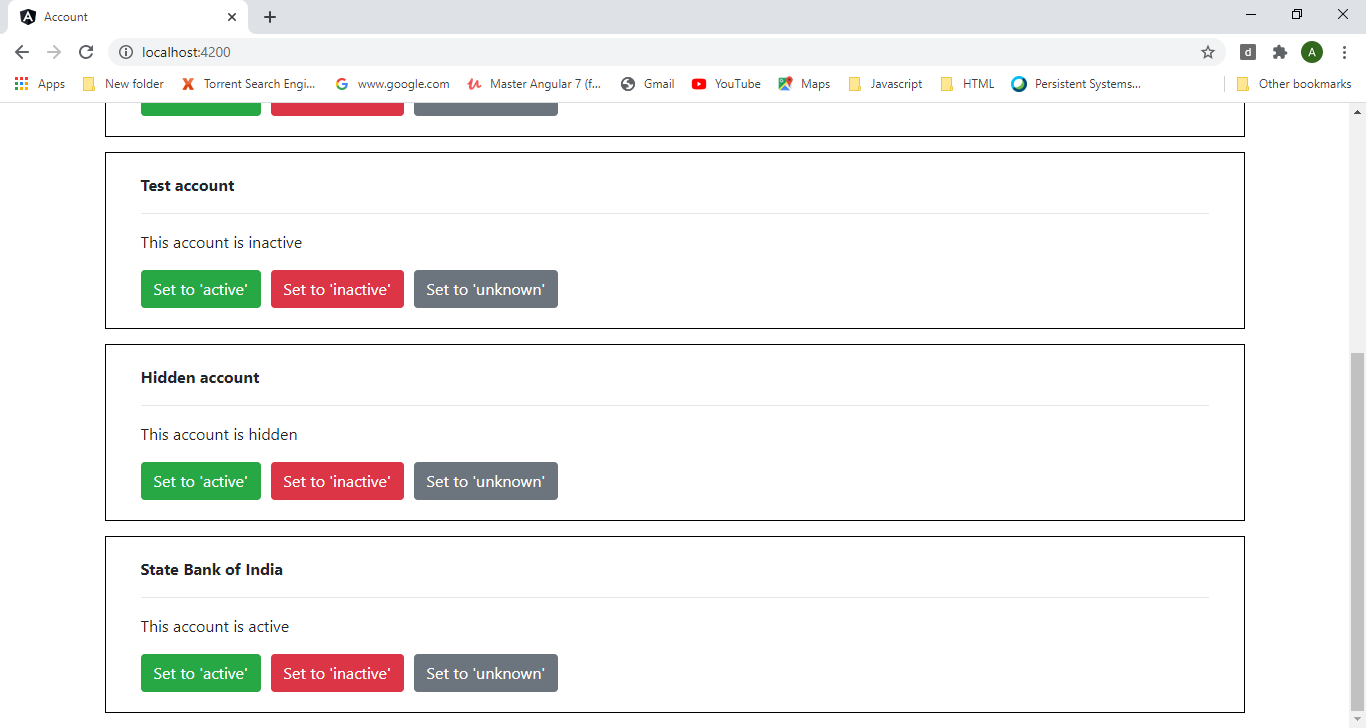 Account
localhost:4200
d
A
Apps New folder Torrent Search Engi... www.google.com Master Angular 7 (f... Gmail YouTube Maps Javascript HTML Persistent Systems... Other bookmarks
Test account
This account is inactive
Set to 'active' Set to 'inactive' Set to 'unknown'
Hidden account
This account is hidden
Set to 'active' Set to 'inactive' Set to 'unknown'
State Bank of India
This account is active
Set to 'active' Set to 'inactive' Set to 'unknown'